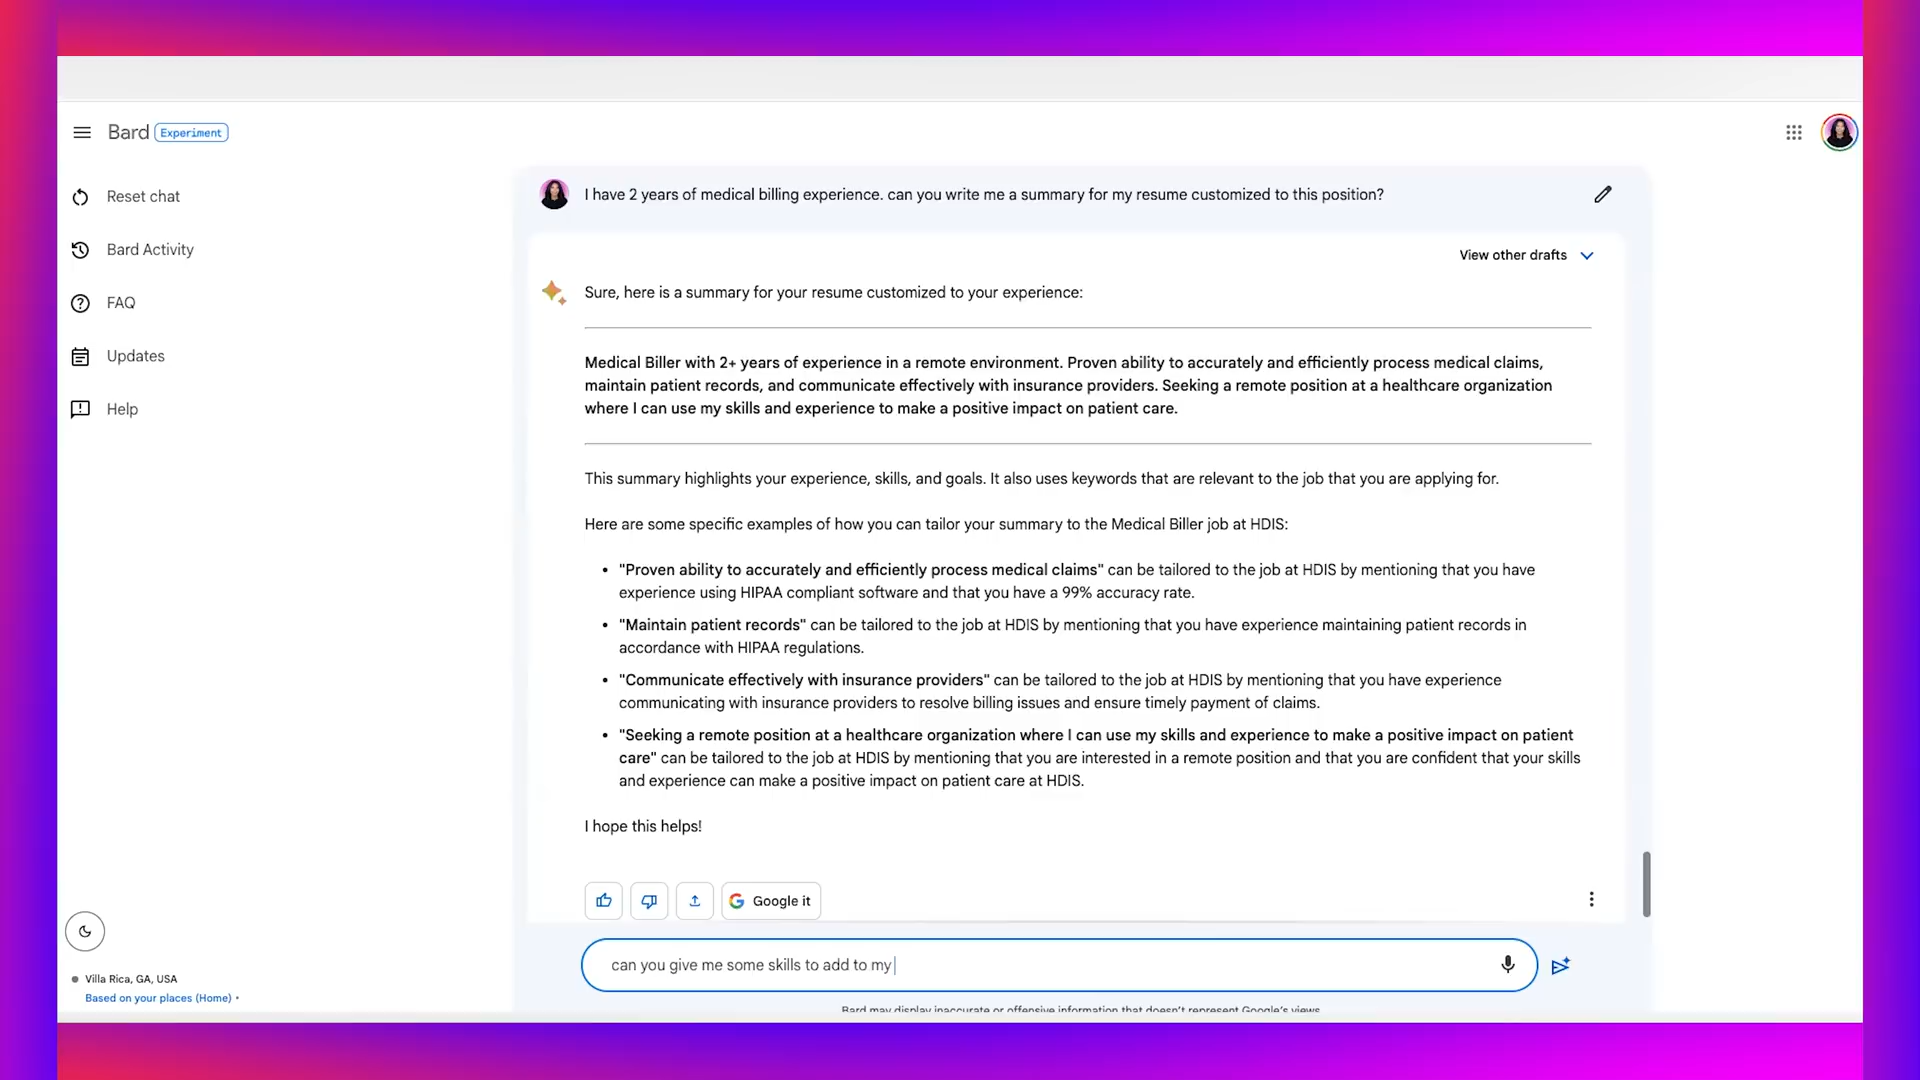 Bard Experiment
Reset chat
Bard Activity
FAQ
Updates
Help
I have 2 years of medical billing experience. can you write me a summary for my resume customized to this position?
View other drafts
Sure, here is a summary for your resume customized to your experience:
Medical Biller with 2+ years of experience in a remote environment. Proven ability to accurately and efficiently process medical claims,
maintain patient records, and communicate effectively with insurance providers. Seeking a remote position at a healthcare organization
where I can use my skills and experience to make a positive impact on patient care.
This summary highlights your experience, skills, and goals. It also uses keywords that are relevant to the job that you are applying for.
Here are some specific examples of how you can tailor your summary to the Medical Biller job at HDIS:
• "Proven ability to accurately and efficiently process medical claims" can be tailored to the job at HDIS by mentioning that you have
experience using HIPAA compliant software and that you have a 99% accuracy rate.
• "Maintain patient records" can be tailored to the job at HDIS by mentioning that you have experience maintaining patient records in
accordance with HIPAA regulations.
• "Communicate effectively with insurance providers" can be tailored to the job at HDIS by mentioning that you have experience
communicating with insurance providers to resolve billing issues and ensure timely payment of claims.
• "Seeking a remote position at a healthcare organization where I can use my skills and experience to make a positive impact on patient
care" can be tailored to the job at HDIS by mentioning that you are interested in a remote position and that you are confident that your skills
and experience can make a positive impact on patient care at HDIS.
I hope this helps!
Google it
can you give me some skills to add to my
Villa Rica, GA, USA
Based on your places (Home) •
Bard may display inaccurate or offensive information that doesn't represent Google's views